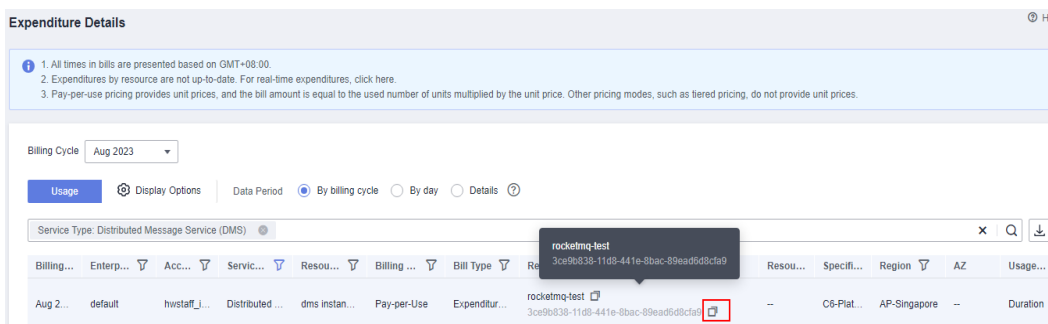 Expenditure Details
H
1. All times in bills are presented based on GMT+08:00.
2. Expenditures by resource are not up-to-date. For real-time expenditures, click here.
3. Pay-per-use pricing provides unit prices, and the bill amount is equal to the used number of units multiplied by the unit price. Other pricing modes, such as tiered pricing, do not provide unit prices.
Billing Cycle Aug 2023
Usage Display Options Data Period By billing cycle By day Details
Service Type: Distributed Message Service (DMS)
rocketmq-test
3ce9b838-11d8-441e-8bac-89ead6d8cfa9
Billing... Enterp... Acc... Servic... Resou... Billing ... Bill Type Re Resou... Specifi... Region AZ Usage...
Aug 2... default hwstaff_i... Distributed ... dms instan... Pay-per-Use Expenditur... rocketmq-test -- C6-Plat... AP-Singapore -- Duration
3ce9b838-11d8-441e-8bac-89ead6d8cfa9